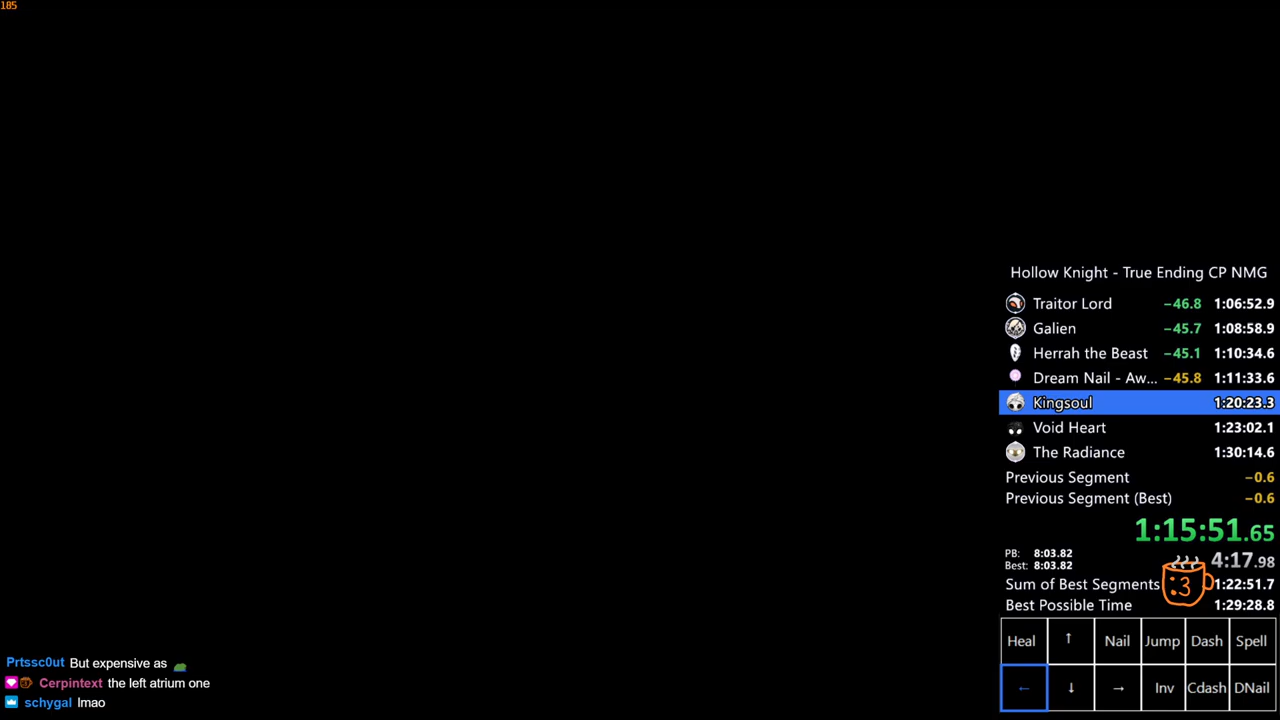 185
Hollow Knight - True Ending CP NMG
Traitor Lord −46.8 1:06:52.9
Galien −45.7 1:08:58.9
Herrah the Beast −45.1 1:10:34.6
Dream Nail - Aw... −45.8 1:11:33.6
Kingsoul 1:20:23.3
Void Heart 1:23:02.1
The Radiance 1:30:14.6
Previous Segment −0.6
Previous Segment (Best) −0.6
1:15:51.65
PB: 8:03.82
Best: 8:03.82 4:17.98
Sum of Best Segments 1:22:51.7
Best Possible Time 1:29:28.8
Heal ↑ Nail Jump Dash Spell
← ↓ → Inv Cdash DNail
Prtssc0ut But expensive as
Cerpintext the left atrium one
schygal lmao